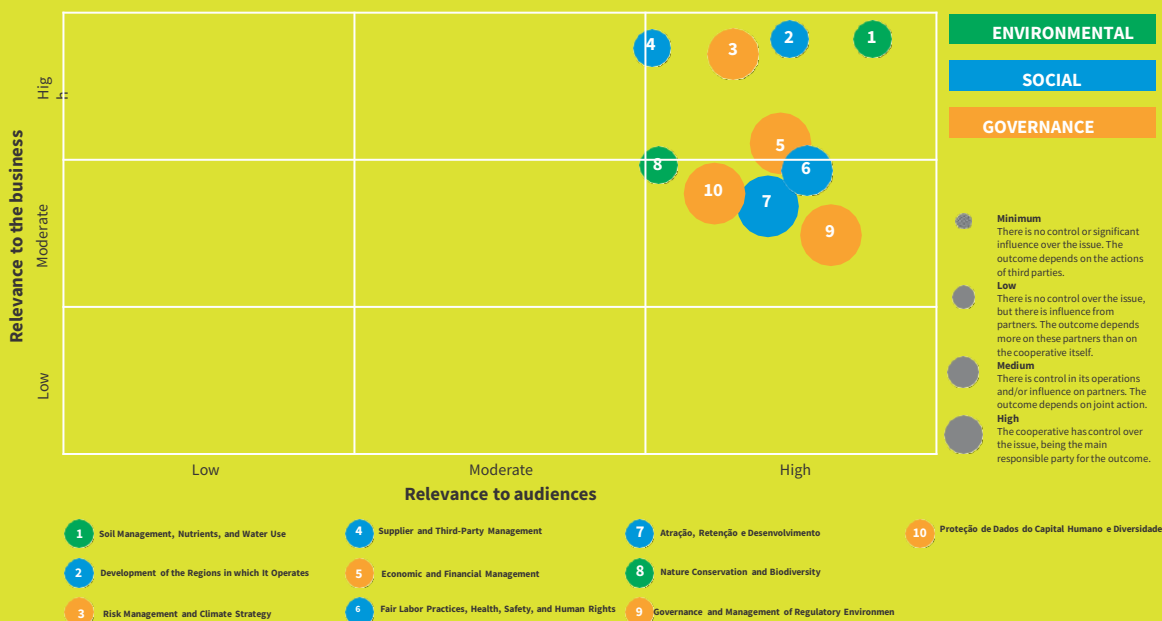 4
3
2
1
ENVIRONMENTAL
SOCIAL
GOVERNANCE
Hig
h
5
8
6
10
7
9
Relevance to the business
Moderate
Low
Minimum
There is no control or significant
influence over the issue. The
outcome depends on the actions
of third parties.
Low
There is no control over the issue,
but there is influence from
partners. The outcome depends
more on these partners than on
the cooperative itself.
Medium
There is control in its operations
and/or influence on partners. The
outcome depends on joint action.
High
The cooperative has control over
the issue, being the main
responsible party for the outcome.
Low
Moderate
High
Relevance to audiences
1 Soil Management, Nutrients, and Water Use
2 Development of the Regions in which It Operates
3 Risk Management and Climate Strategy
4 Supplier and Third-Party Management
5 Economic and Financial Management
6 Fair Labor Practices, Health, Safety, and Human Rights
7 Atração, Retenção e Desenvolvimento
8 Nature Conservation and Biodiversity
9 Governance and Management of Regulatory Environmen
10 Proteção de Dados do Capital Humano e Diversidade